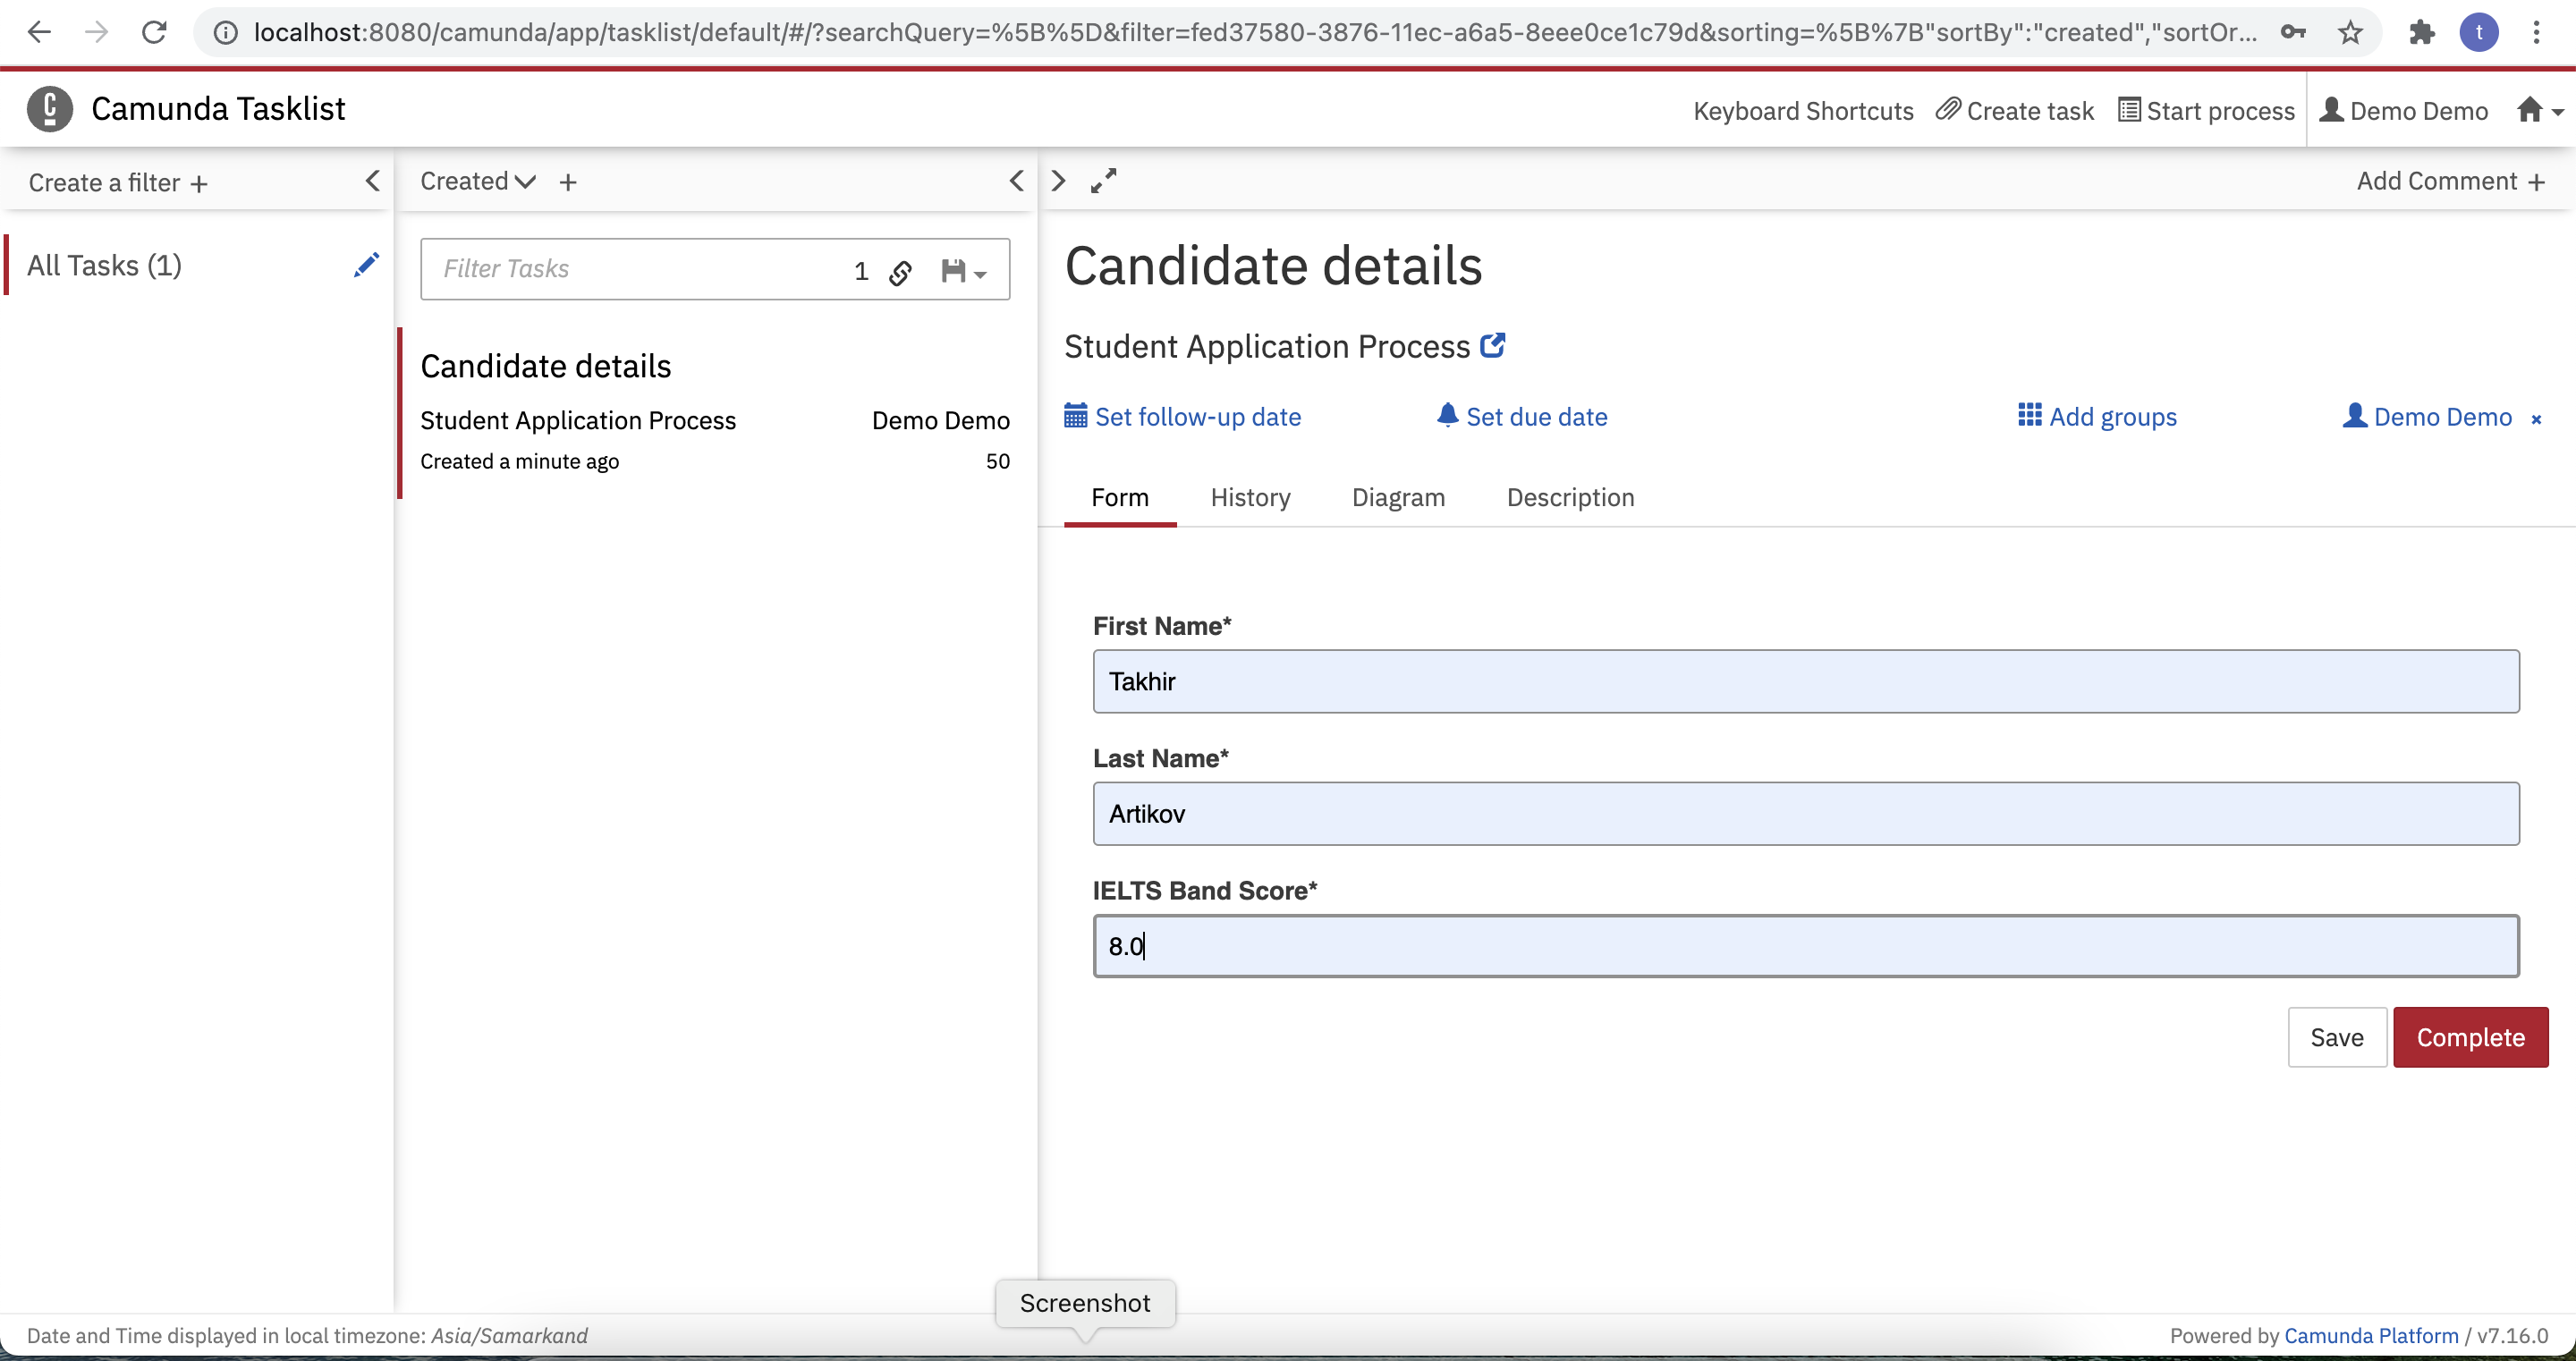 localhost:8080/camunda/app/tasklist/default/#/?searchQuery=%5B%5D&filter=fed37580-3876-11ec-a6a5-8eee0ce1c79d&sorting=%5B%7B"sortBy":"created","sortOr...
t
Camunda Tasklist
Keyboard Shortcuts Create task Start process Demo Demo
Create a filter +
Created +
Add Comment +
All Tasks (1)
Filter Tasks 1
Candidate details
Student Application Process Demo Demo
Created a minute ago 50
Candidate details
Student Application Process
Set follow-up date Set due date Add groups Demo Demo ×
Form History Diagram Description
First Name*
Takhir
Last Name*
Artikov
IELTS Band Score*
8.0
Save Complete
Screenshot
Date and Time displayed in local timezone: Asia/Samarkand
Powered by Camunda Platform / v7.16.0